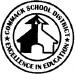 COMMACK SCHOOL DISTRICT
EXCELLENCE IN EDUCATION